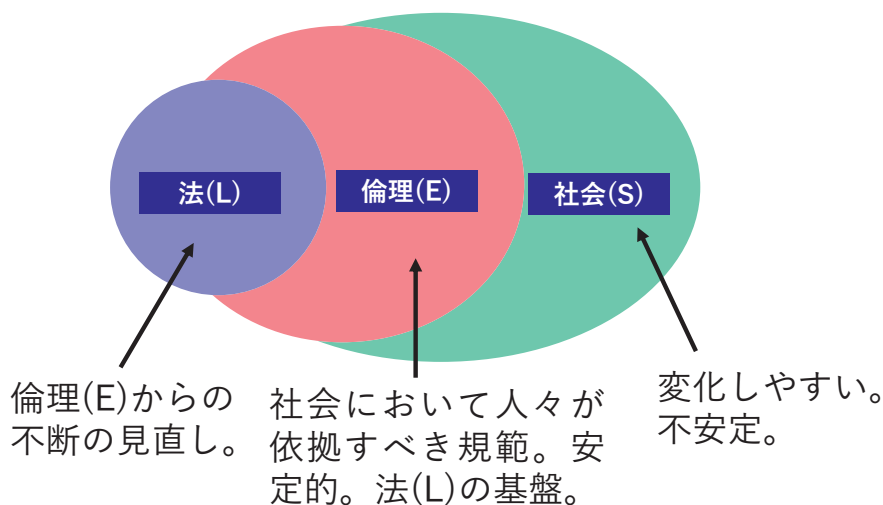 法(L)
倫理(E)
社会(S)
倫理(E)からの
不断の見直し。
社会において人々が
依拠すべき規範。安
定的。法(L)の基盤。
変化しやすい。
不安定。